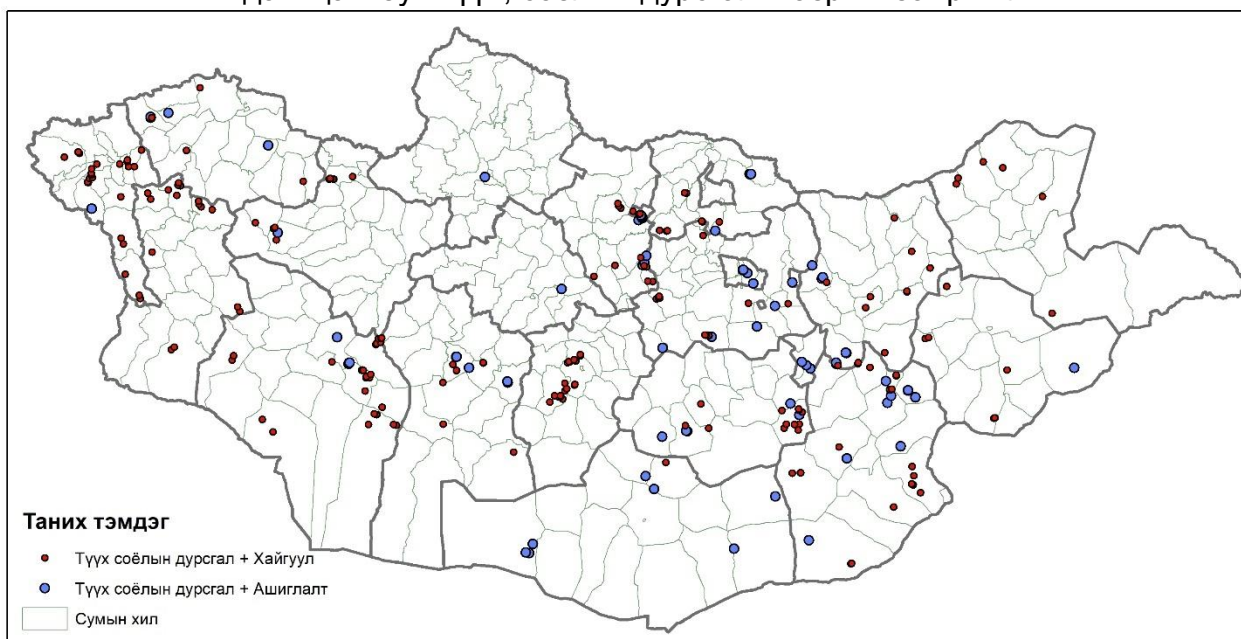 Таних тэмдэг
Түүх соёлын дурсгал + Хайгуул
Түүх соёлын дурсгал + Ашиглалт
Сумын хил